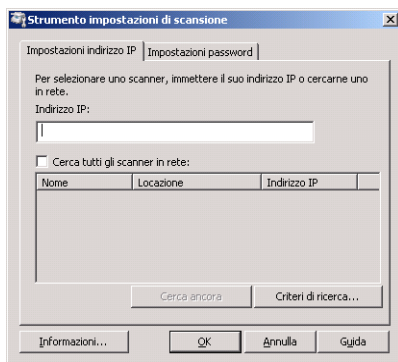 Strumento impostazioni di scansione
Impostazioni indirizzo IP
Impostazioni password
Per selezionare uno scanner, immettere il suo indirizzo IP o cercarne uno
in rete.
Indirizzo IP:
Cerca tutti gli scanner in rete:
Nome Locazione Indirizzo IP
Cerca ancora
Criteri di ricerca...
Informazioni...
OK
Annulla
Guida